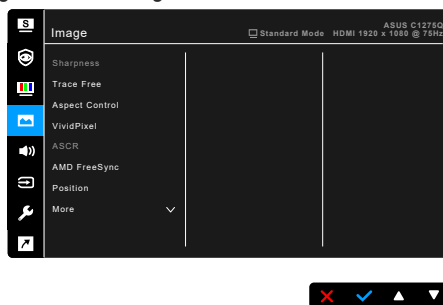 S
Image
Standard Mode HDMI 1920 x 1080 @ 75Hz
ASUS C1275Q
Sharpness
Trace Free
Aspect Control
VividPixel
ASCR
AMD FreeSync
Position
More